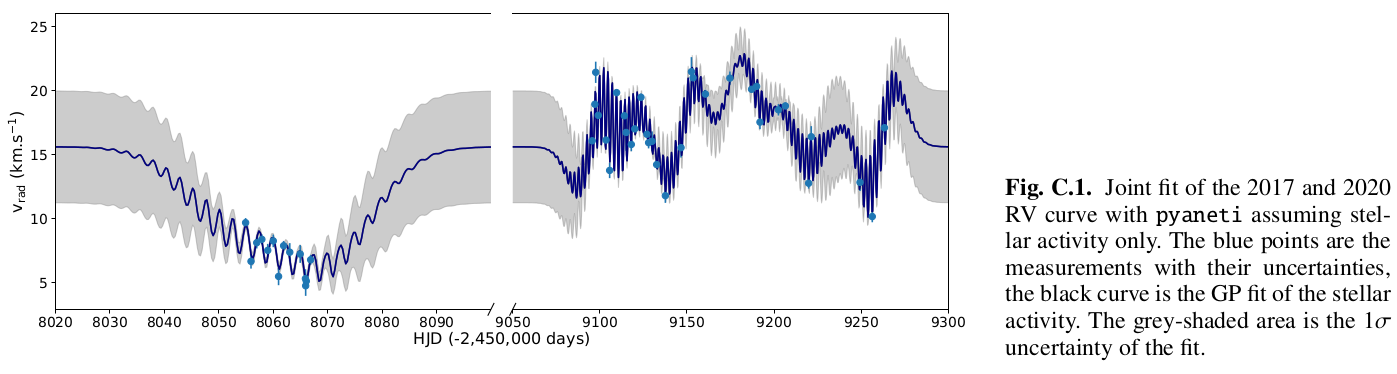 25
20
15
10
5
v_rad (km.s⁻¹)
8020 8030 8040 8050 8060 8070 8080 8090 9050 9100 9150 9200 9250 9300
HJD (-2,450,000 days)
Fig. C.1. Joint fit of the 2017 and 2020
RV curve with pyaneti assuming stel-
lar activity only. The blue points are the
measurements with their uncertainties,
the black curve is the GP fit of the stellar
activity. The grey-shaded area is the 1σ
uncertainty of the fit.